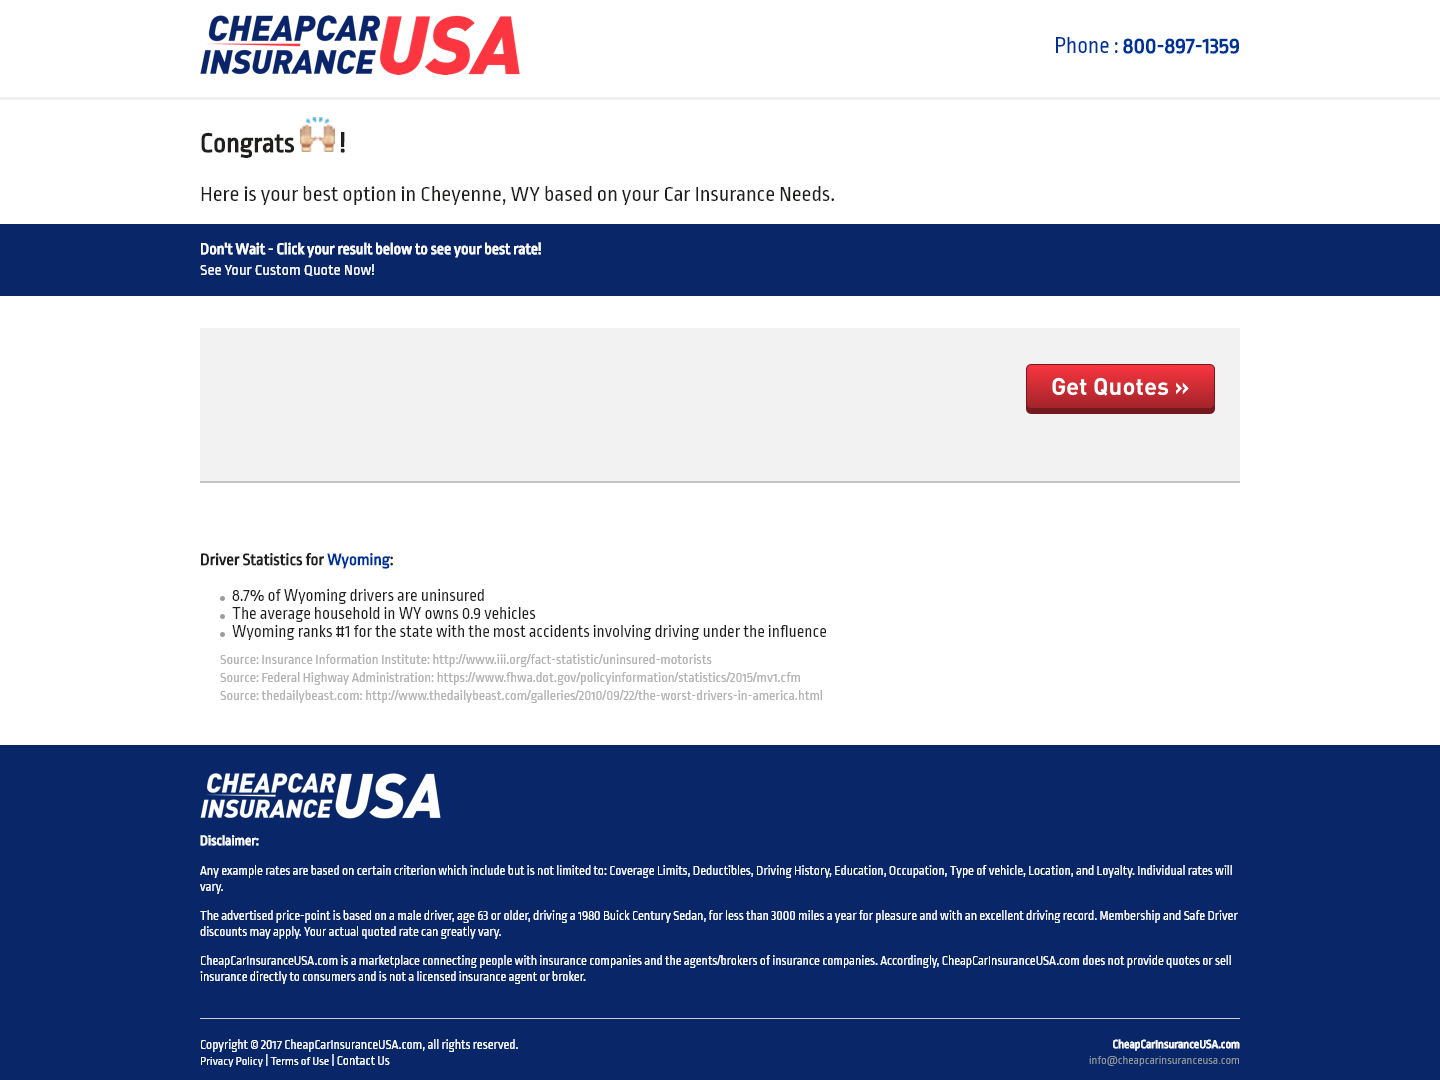 CHEAPCAR INSURANCE USA
Phone : 800-897-1359
Congrats 🙌🏼!
Here is your best option in Cheyenne, WY based on your Car Insurance Needs.
Don't Wait - Click your result below to see your best rate!
See Your Custom Quote Now!
Get Quotes »
Driver Statistics for Wyoming:
8.7% of Wyoming drivers are uninsured
The average household in WY owns 0.9 vehicles
Wyoming ranks #1 for the state with the most accidents involving driving under the influence
Source: Insurance Information Institute: http://www.iii.org/fact-statistic/uninsured-motorists
Source: Federal Highway Administration: https://www.fhwa.dot.gov/policyinformation/statistics/2015/mv1.cfm
Source: thedailybeast.com: http://www.thedailybeast.com/galleries/2010/09/22/the-worst-drivers-in-america.html
CHEAPCAR INSURANCE USA
Disclaimer:
Any example rates are based on certain criterion which include but is not limited to: Coverage Limits, Deductibles, Driving History, Education, Occupation, Type of vehicle, Location, and Loyalty. Individual rates will
vary.
The advertised price-point is based on a male driver, age 63 or older, driving a 1980 Buick Century Sedan, for less than 3000 miles a year for pleasure and with an excellent driving record. Membership and Safe Driver
discounts may apply. Your actual quoted rate can greatly vary.
CheapCarInsuranceUSA.com is a marketplace connecting people with insurance companies and the agents/brokers of insurance companies. Accordingly, CheapCarInsuranceUSA.com does not provide quotes or sell
insurance directly to consumers and is not a licensed insurance agent or broker.
Copyright © 2017 CheapCarInsuranceUSA.com, all rights reserved.
Privacy Policy | Terms of Use | Contact Us
CheapCarInsuranceUSA.com
info@cheapcarinsuranceusa.com